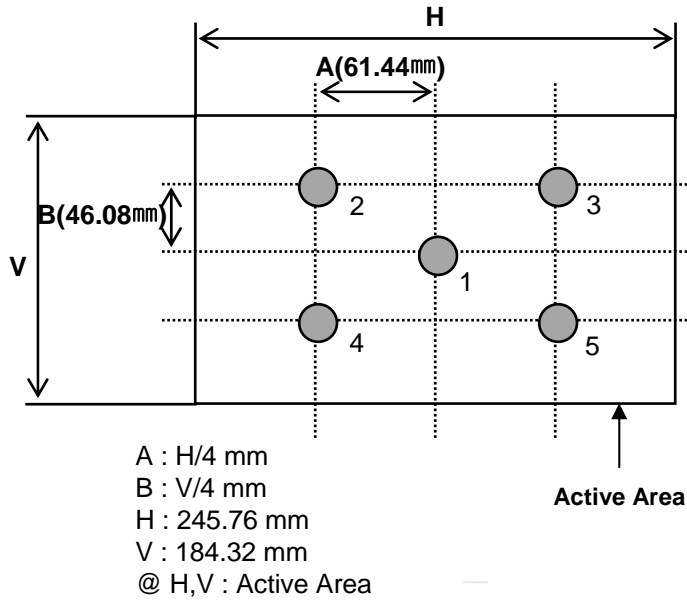 H
A(61.44㎜)
2
3
B(46.08㎜)
V
1
4
5
A : H/4 mm
B : V/4 mm
H : 245.76 mm
V : 184.32 mm
@ H,V : Active Area
Active Area